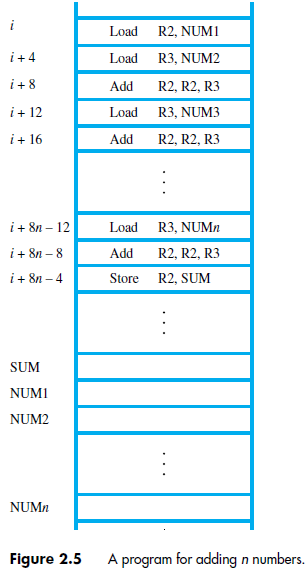 i Load R2, NUM1
i + 4 Load R3, NUM2
i + 8 Add R2, R2, R3
i + 12 Load R3, NUM3
i + 16 Add R2, R2, R3
i + 8n – 12 Load R3, NUMn
i + 8n – 8 Add R2, R2, R3
i + 8n – 4 Store R2, SUM
SUM
NUM1
NUM2
NUMn
Figure 2.5 A program for adding n numbers.